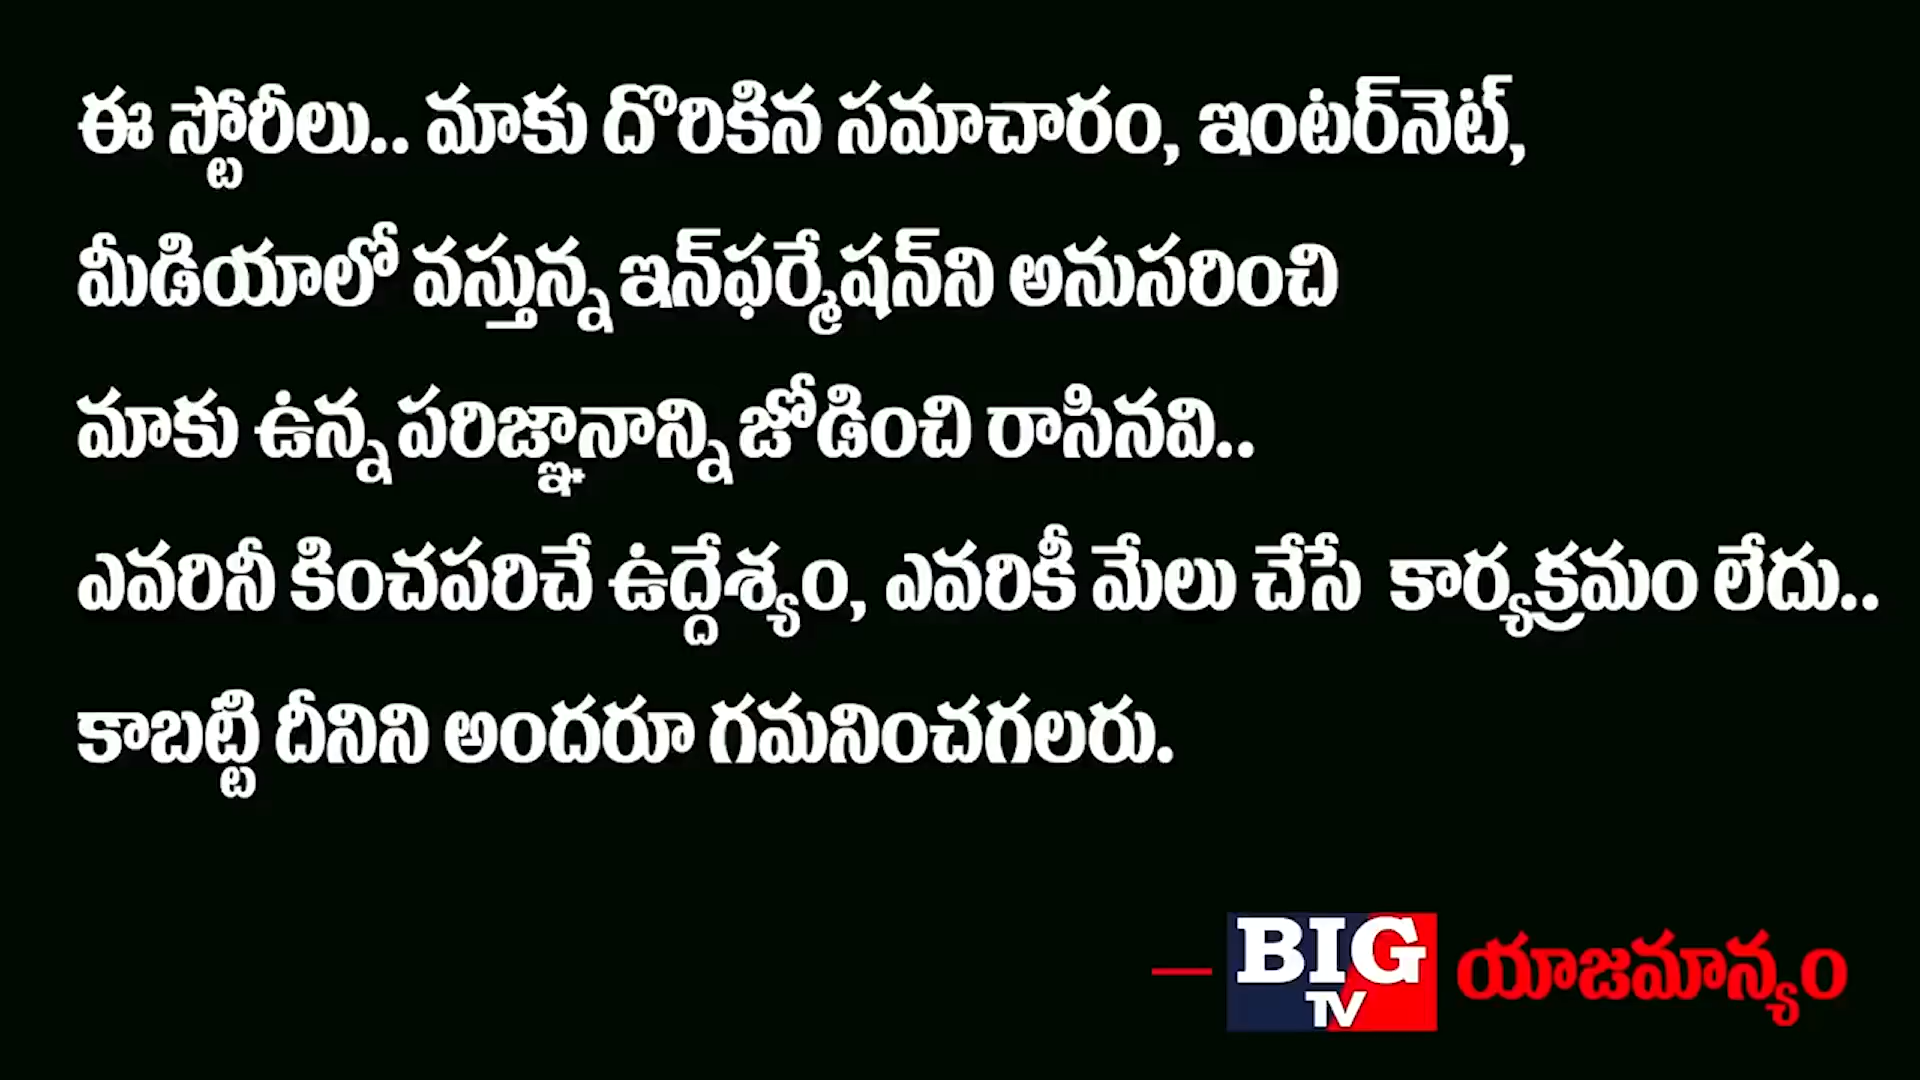 ఈ స్టోరీలు.. మాకు దొరికిన సమాచారం, ఇంటర్‌నెట్,
మీడియాలో వస్తున్న ఇన్‌ఫర్మేషన్‌ని అనుసరించి
మాకు ఉన్న పరిజ్ఞానాన్ని జోడించి రాసినవి..
ఎవరినీ కించపరిచే ఉద్దేశ్యం, ఎవరికీ మేలు చేసే కార్యక్రమం లేదు..
కాబట్టి దీనిని అందరూ గమనించగలరు.
— BIG TV యాజమాన్యం